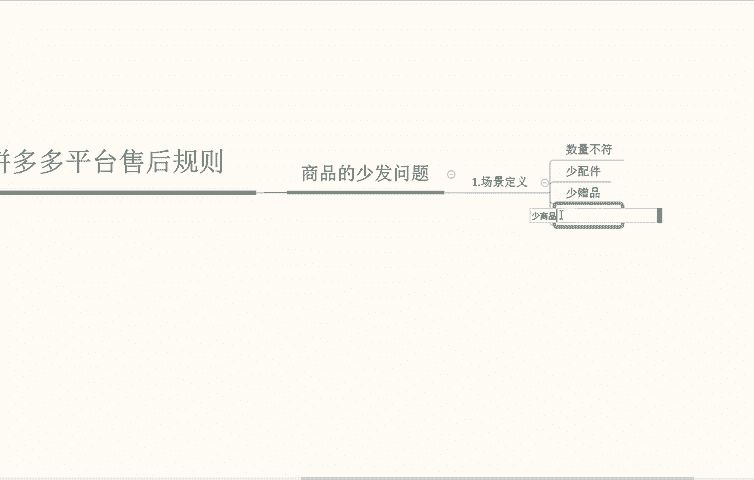 拼多多平台售后规则
商品的少发问题
1.场景定义
数量不符
少配件
少赠品
少商品